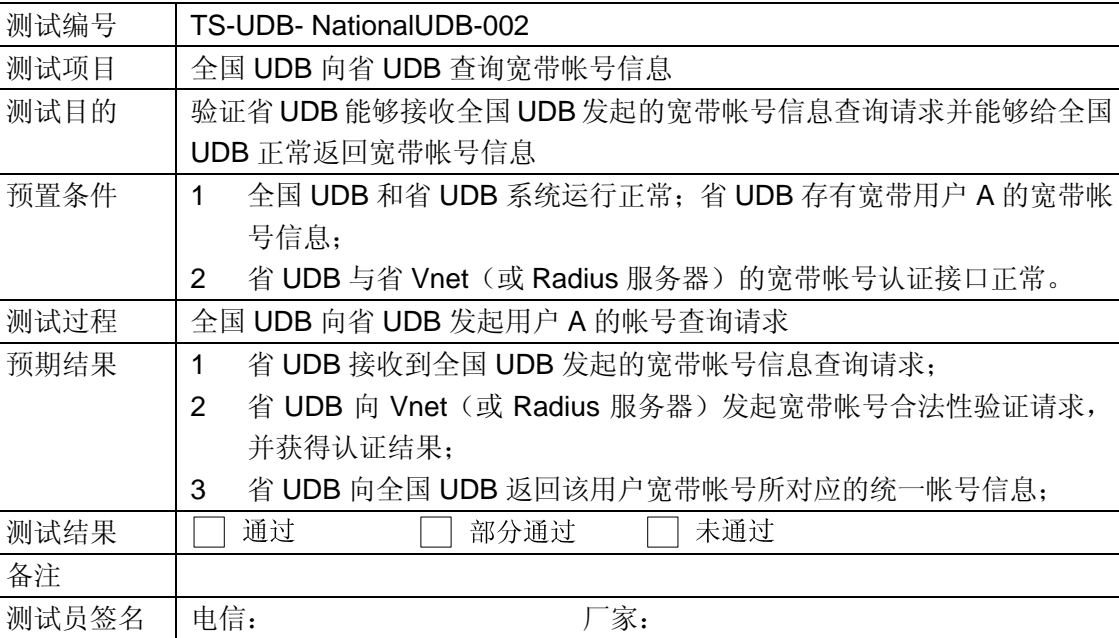 测试编号 TS-UDB- NationalUDB-002
测试项目 全国 UDB 向省 UDB 查询宽带帐号信息
测试目的 验证省 UDB 能够接收全国 UDB 发起的宽带帐号信息查询请求并能够给全国
UDB 正常返回宽带帐号信息
预置条件 1 全国 UDB 和省 UDB 系统运行正常；省 UDB 存有宽带用户 A 的宽带帐
号信息；
2 省 UDB 与省 Vnet（或 Radius 服务器）的宽带帐号认证接口正常。
测试过程 全国 UDB 向省 UDB 发起用户 A 的帐号查询请求
预期结果 1 省 UDB 接收到全国 UDB 发起的宽带帐号信息查询请求；
2 省 UDB 向 Vnet（或 Radius 服务器）发起宽带帐号合法性验证请求，
并获得认证结果；
3 省 UDB 向全国 UDB 返回该用户宽带帐号所对应的统一帐号信息；
测试结果 通过 部分通过 未通过
备注
测试员签名 电信： 厂家：